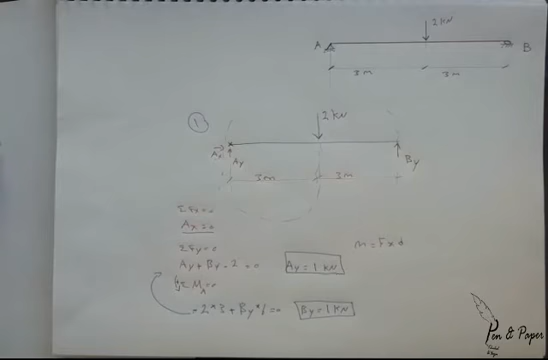 2 kN
A B
3m 3m
①
2 kN
Ax Ay By
3m 3m
ΣFx=0
Ax=0
ΣFy=0 m=F×d
Ay+By-2=0 Ay=1 kN
ΣMA=0
-2*3+By*6=0 By=1 kN
Pen & Paper